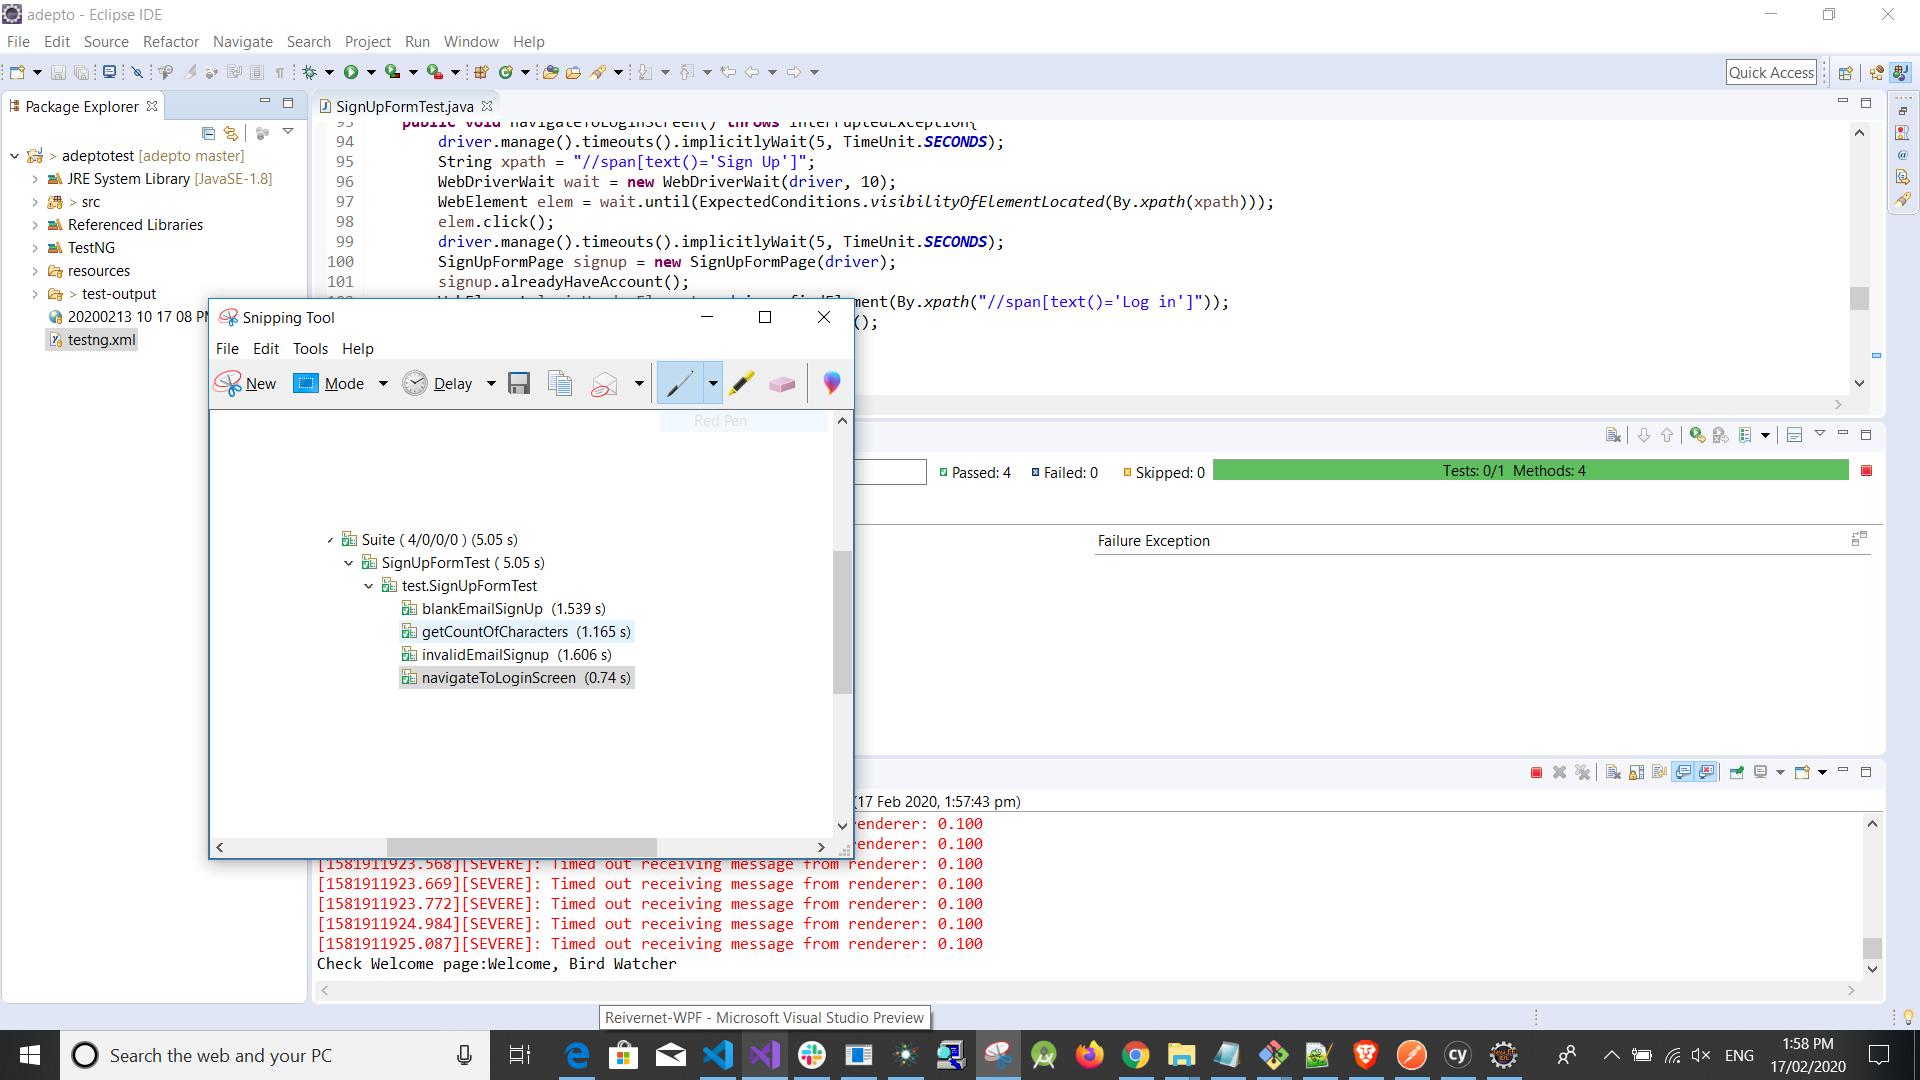 adepto - Eclipse IDE
File Edit Source Refactor Navigate Search Project Run Window Help
Quick Access
Package Explorer
SignUpFormTest.java
> adeptotest [adepto master]
JRE System Library [JavaSE-1.8]
> src
Referenced Libraries
TestNG
resources
> test-output
20200213 10 17 08
testng.xml
93 public void navigateToLoginScreen() throws InterruptedException{
94 driver.manage().timeouts().implicitlyWait(5, TimeUnit.SECONDS);
95 String xpath = "//span[text()='Sign Up']";
96 WebDriverWait wait = new WebDriverWait(driver, 10);
97 WebElement elem = wait.until(ExpectedConditions.visibilityOfElementLocated(By.xpath(xpath)));
98 elem.click();
99 driver.manage().timeouts().implicitlyWait(5, TimeUnit.SECONDS);
100 SignUpFormPage signup = new SignUpFormPage(driver);
101 signup.alreadyHaveAccount();
Element(By.xpath("//span[text()='Log in']"));
();
Snipping Tool
File Edit Tools Help
New Mode Delay
Red Pen
Suite ( 4/0/0/0 ) (5.05 s)
SignUpFormTest ( 5.05 s)
test.SignUpFormTest
blankEmailSignUp (1.539 s)
getCountOfCharacters (1.165 s)
invalidEmailSignup (1.606 s)
navigateToLoginScreen (0.74 s)
Passed: 4 Failed: 0 Skipped: 0 Tests: 0/1 Methods: 4
Failure Exception
(17 Feb 2020, 1:57:43 pm)
enderer: 0.100
enderer: 0.100
[1581911923.568][SEVERE]: Timed out receiving message from renderer: 0.100
[1581911923.669][SEVERE]: Timed out receiving message from renderer: 0.100
[1581911923.772][SEVERE]: Timed out receiving message from renderer: 0.100
[1581911924.984][SEVERE]: Timed out receiving message from renderer: 0.100
[1581911925.087][SEVERE]: Timed out receiving message from renderer: 0.100
Check Welcome page:Welcome, Bird Watcher
Reivernet-WPF - Microsoft Visual Studio Preview
Search the web and your PC
cy
ENG
1:58 PM
17/02/2020